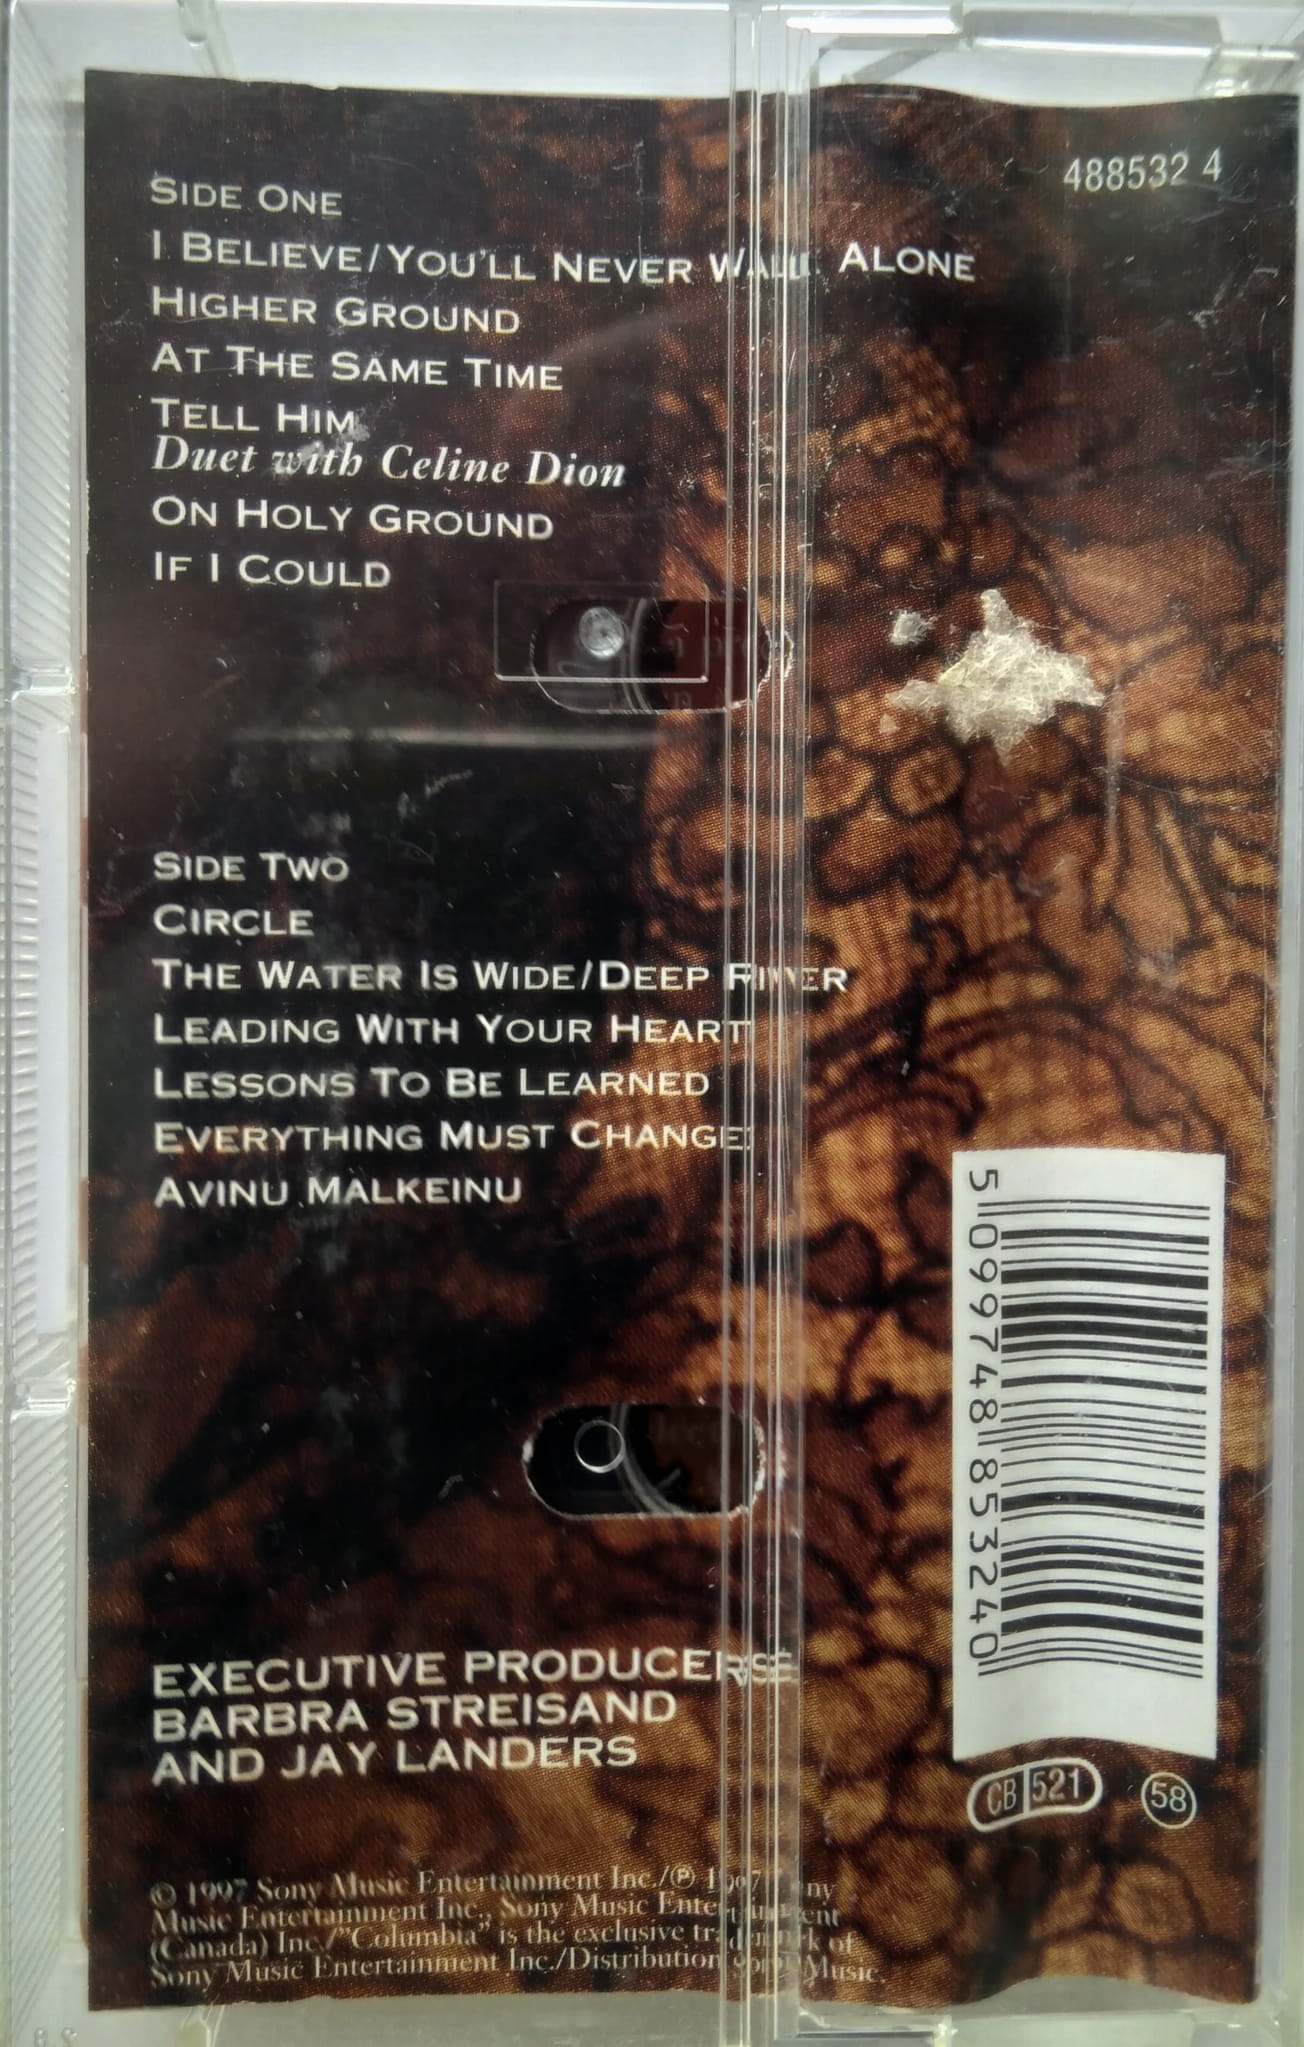 488532 4
SIDE ONE
I BELIEVE/YOU'LL NEVER WALK ALONE
HIGHER GROUND
AT THE SAME TIME
TELL HIM
Duet with Celine Dion
ON HOLY GROUND
IF I COULD
SIDE TWO
CIRCLE
THE WATER IS WIDE/DEEP RIVER
LEADING WITH YOUR HEART
LESSONS TO BE LEARNED
EVERYTHING MUST CHANGE
AVINU MALKEINU
5 099748 853240
EXECUTIVE PRODUCERS:
BARBRA STREISAND
AND JAY LANDERS
CB 521
58
© 1997 Sony Music Entertainment Inc./℗ 1997 Sony
Music Entertainment Inc., Sony Music Entertainment
(Canada) Inc./"Columbia" is the exclusive trademark of
Sony Music Entertainment Inc./Distribution Sony Music.